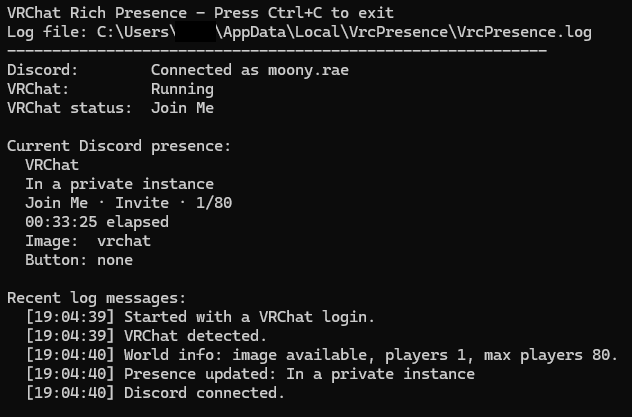 VRChat Rich Presence - Press Ctrl+C to exit
Log file: C:\Users\ \AppData\Local\VrcPresence\VrcPresence.log
------------------------------------------------------------
Discord: Connected as moony.rae
VRChat: Running
VRChat status: Join Me
Current Discord presence:
VRChat
In a private instance
Join Me · Invite · 1/80
00:33:25 elapsed
Image: vrchat
Button: none
Recent log messages:
[19:04:39] Started with a VRChat login.
[19:04:39] VRChat detected.
[19:04:40] World info: image available, players 1, max players 80.
[19:04:40] Presence updated: In a private instance
[19:04:40] Discord connected.